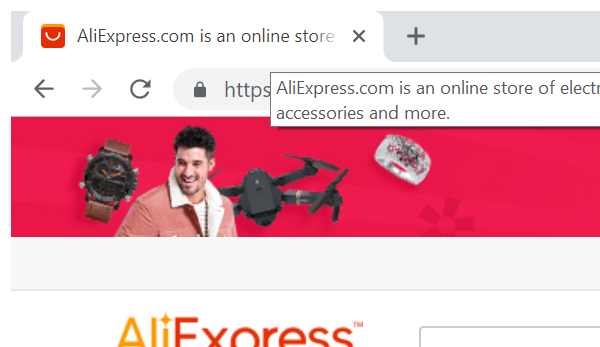 AliExpress.com is an online store
https
AliExpress.com is an online store of electr
accessories and more.
AliExpress™